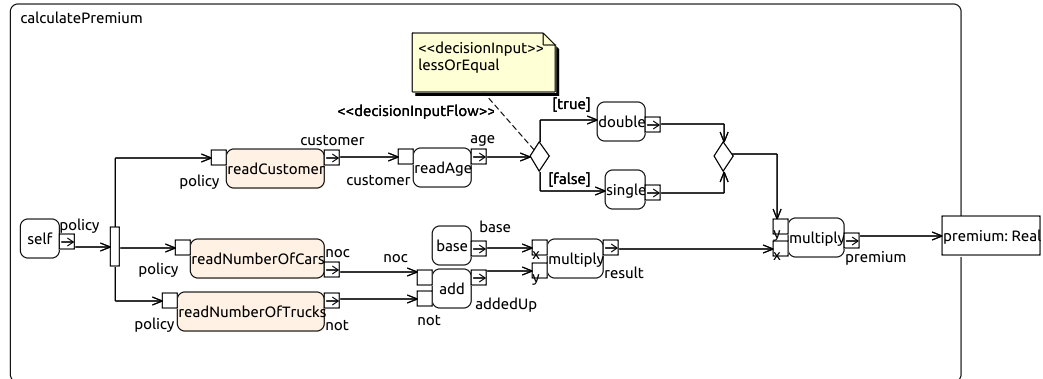 calculatePremium
<<decisionInput>>
lessOrEqual
<<decisionInputFlow>>
[true]
double
customer
age
readCustomer
readAge
policy
customer
[false]
single
policy
self
base
base
y
multiply
premium: Real
premium
x
noc
readNumberOfCars
policy
noc
x
multiply
y
result
add
addedUp
readNumberOfTrucks
policy
not
not